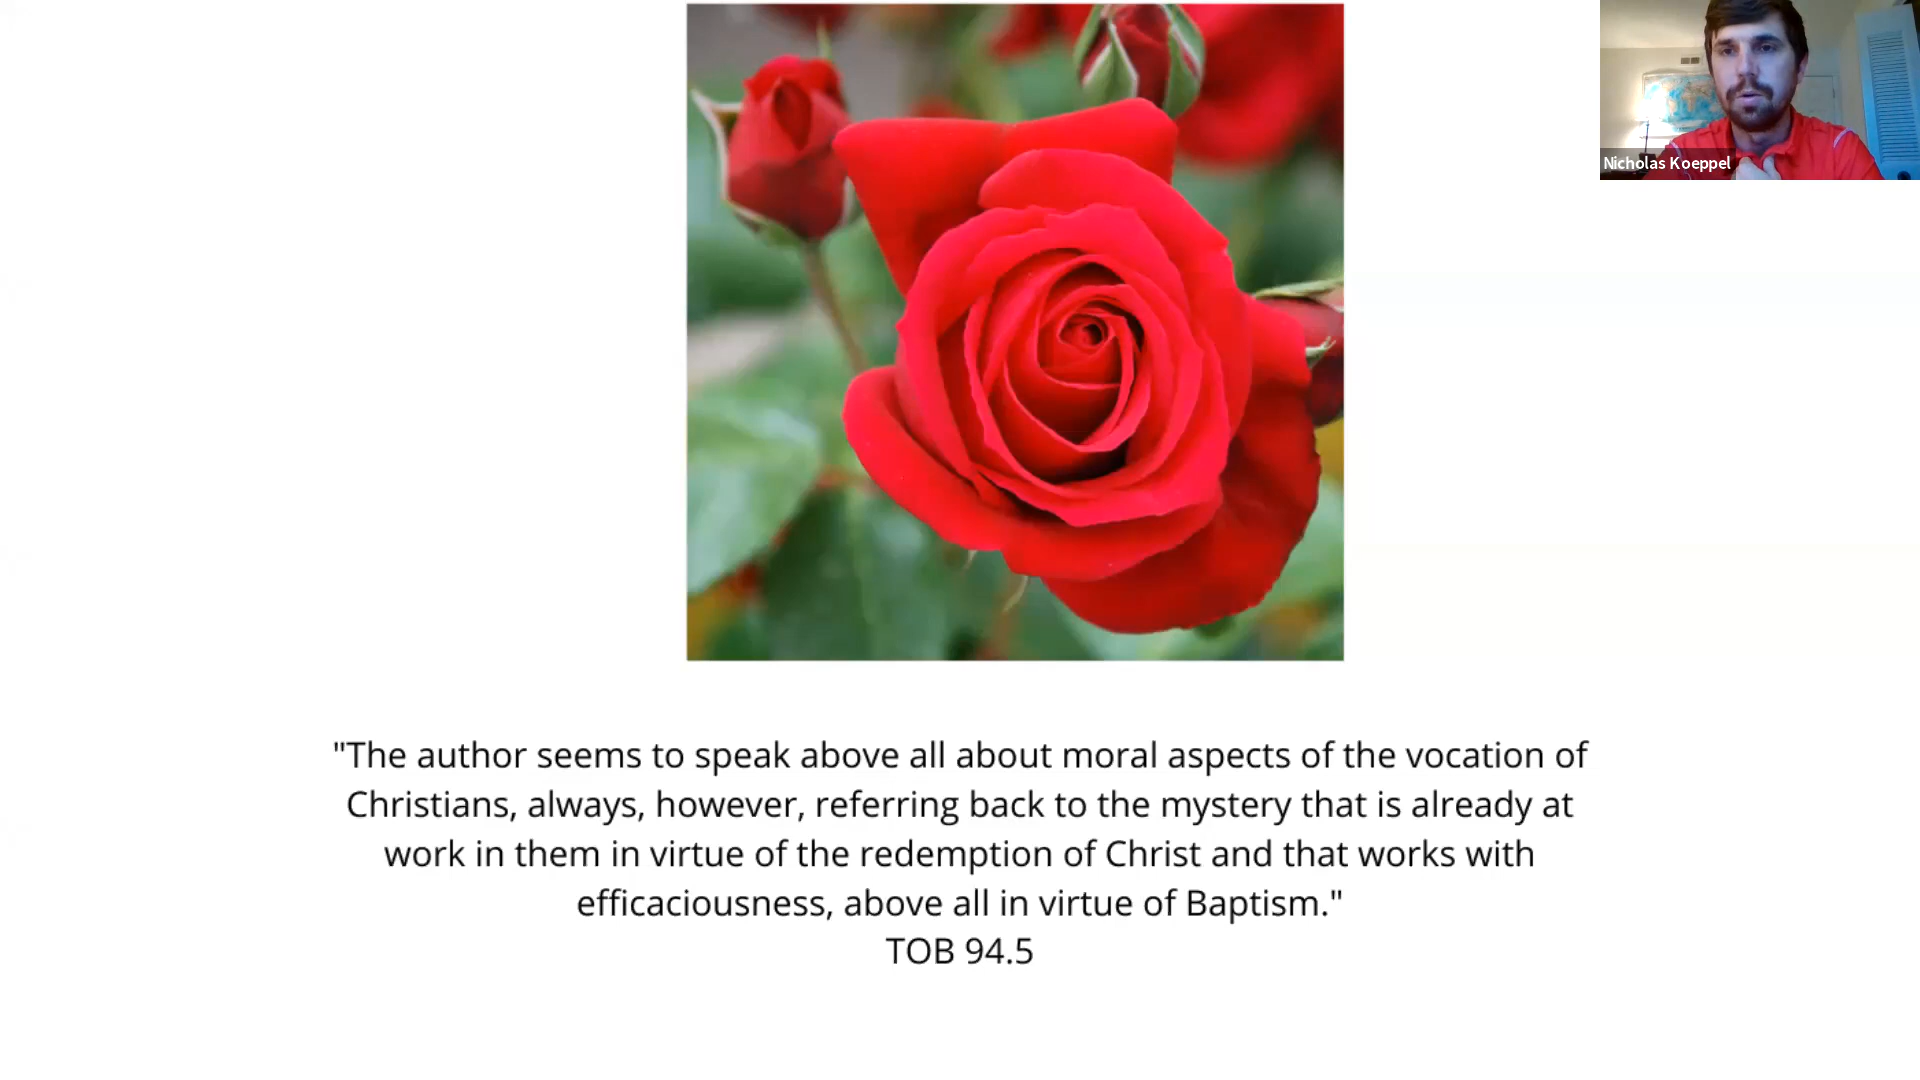 Nicholas Koeppel
"The author seems to speak above all about moral aspects of the vocation of
Christians, always, however, referring back to the mystery that is already at
work in them in virtue of the redemption of Christ and that works with
efficaciousness, above all in virtue of Baptism."
TOB 94.5